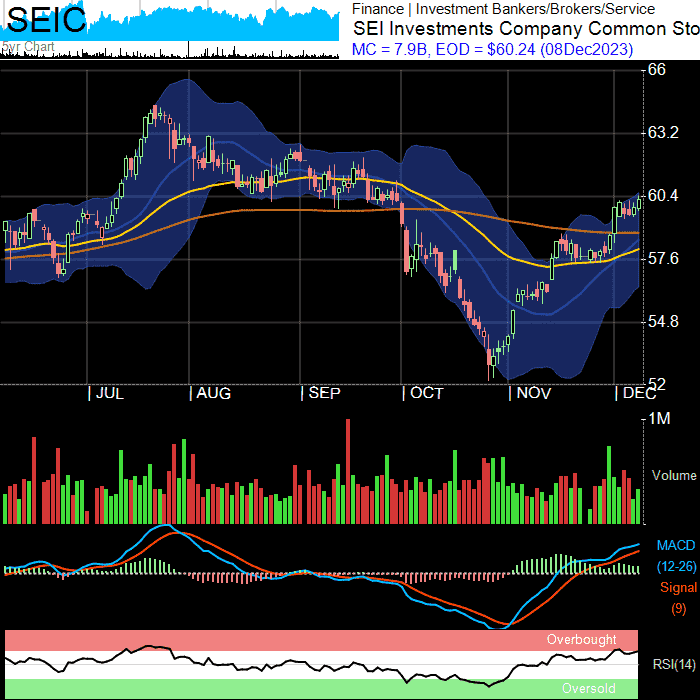 SEIC
5yr Chart
Finance | Investment Bankers/Brokers/Service
SEI Investments Company Common Sto
MC = 7.9B, EOD = $60.24 (08Dec2023)
66
63.2
60.4
57.6
54.8
52
| JUL | AUG | SEP | OCT | NOV | DEC
1M
Volume
MACD
(12-26)
Signal
(9)
Overbought
RSI(14)
Oversold